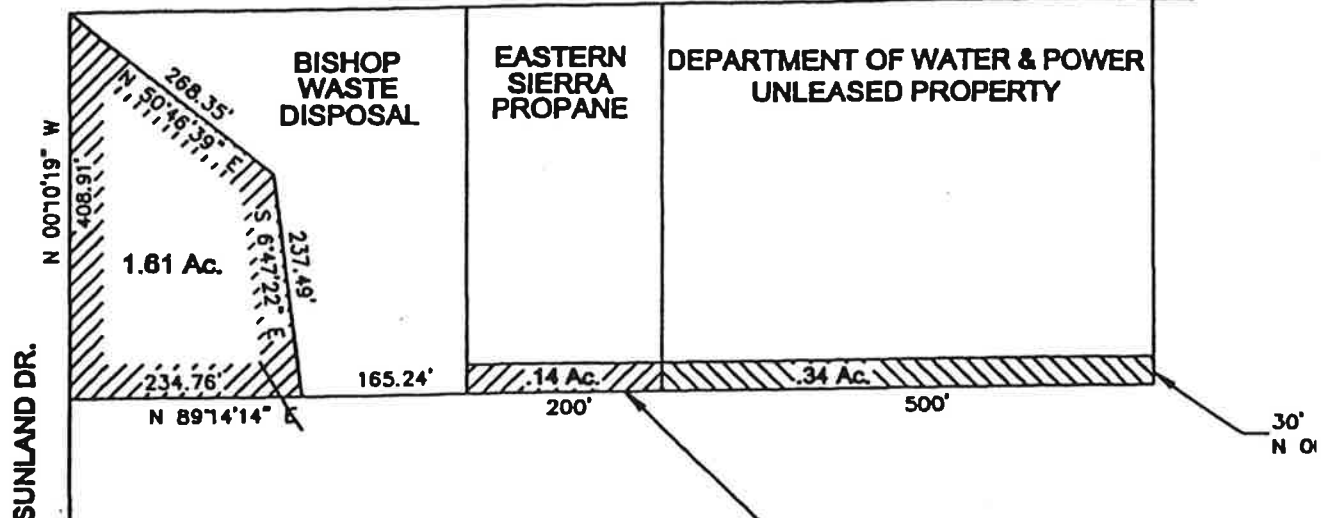 BISHOP
WASTE
DISPOSAL
EASTERN
SIERRA
PROPANE
DEPARTMENT OF WATER & POWER
UNLEASED PROPERTY
268.35'
N 50°46'39" E
N 00°10'19" W
408.91'
S 6°47'22" E
237.49'
1.61 Ac.
SUNLAND DR.
234.76'
165.24'
.14 Ac.
.34 Ac.
N 89°14'14" E
200'
500'
30'
N 0